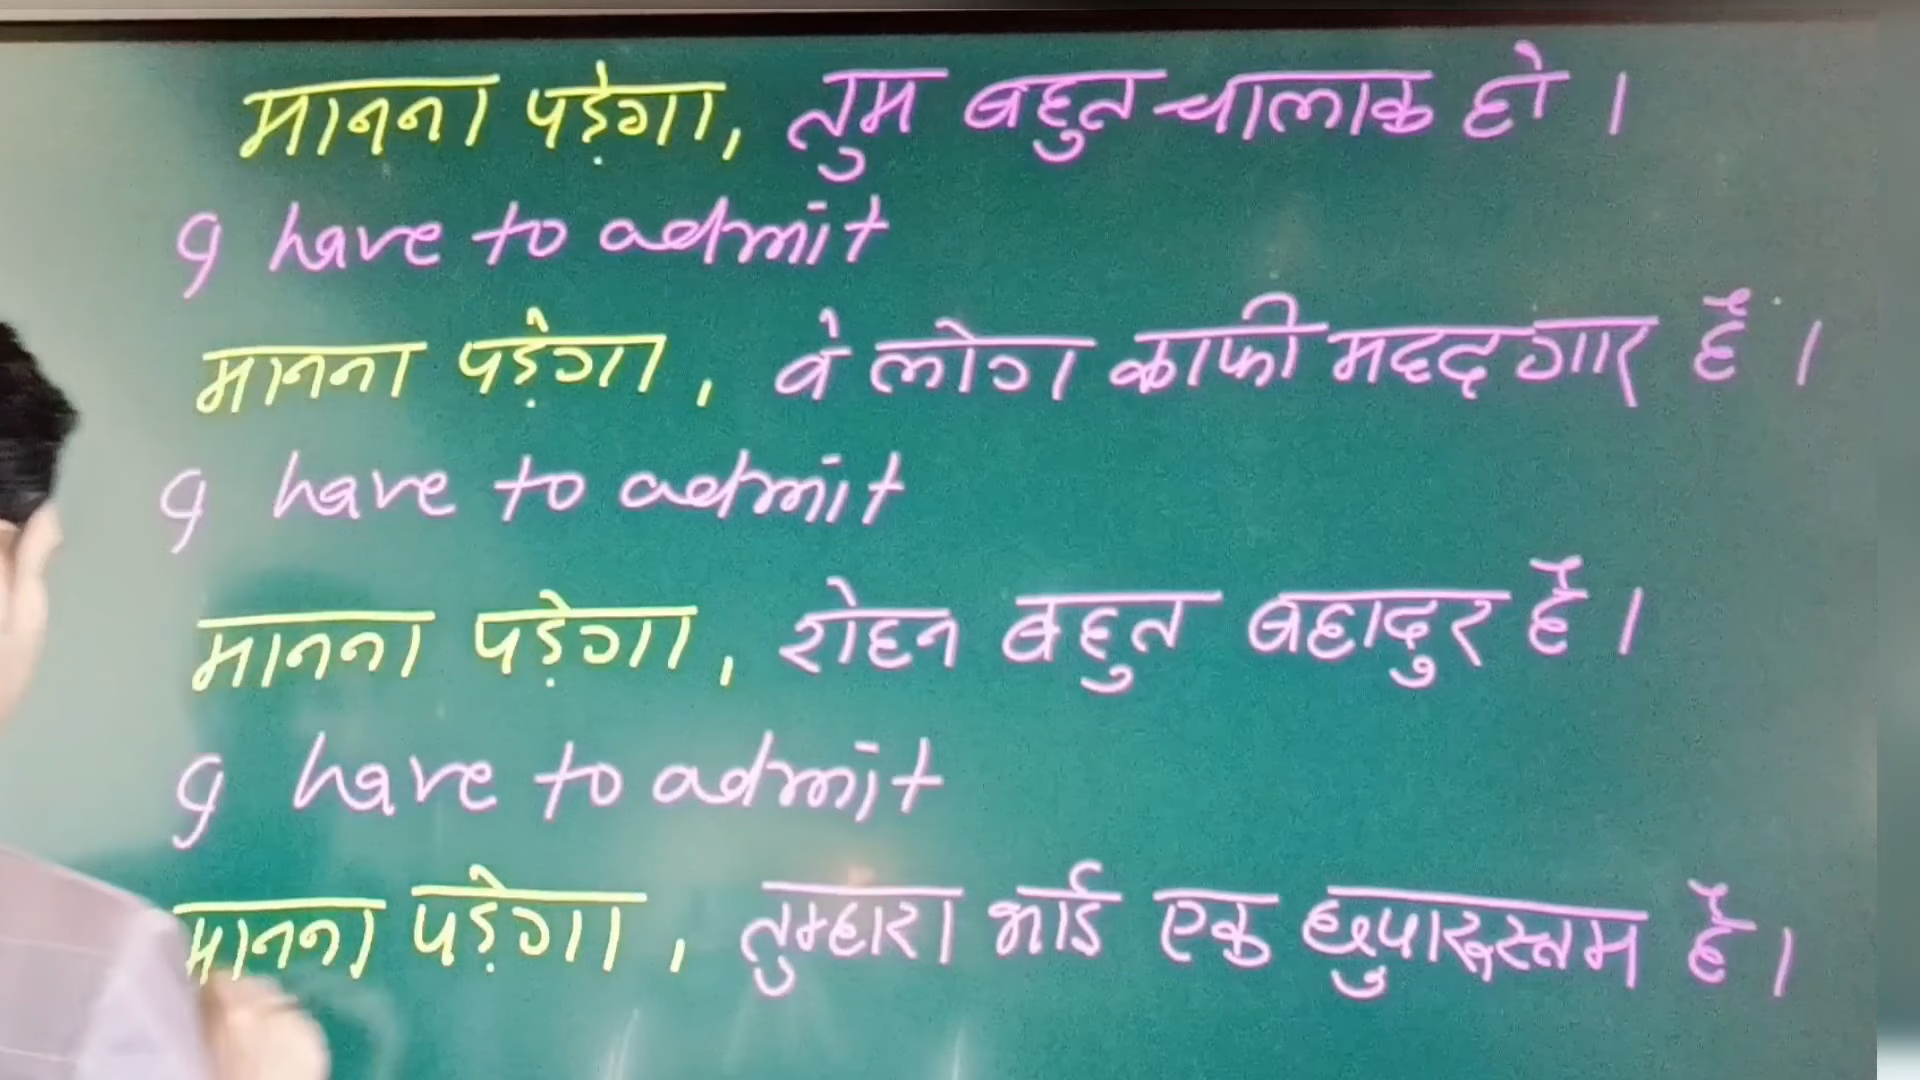 मानना पड़ेगा, तुम बहुत चालाक हो ।
I have to admit
मानना पड़ेगा, वे लोग काफी मददगार हैं ।
I have to admit
मानना पड़ेगा, रोहन बहुत बहादुर है ।
I have to admit
मानना पड़ेगा, तुम्हारा भाई एक छुपारुस्तम है ।